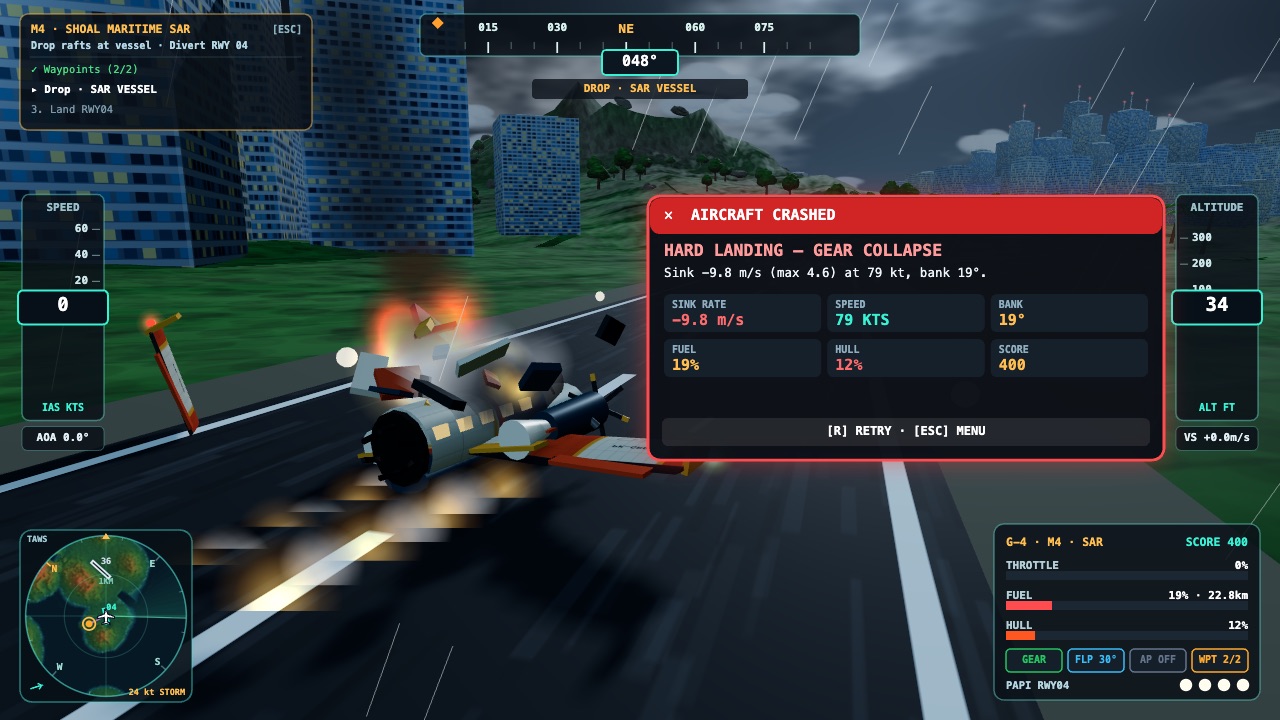 M4 · SHOAL MARITIME SAR [ESC]
Drop rafts at vessel · Divert RWY 04
✓ Waypoints (2/2)
▸ Drop · SAR VESSEL
3. Land RWY04
015 030 NE 060 075
048°
DROP · SAR VESSEL
SPEED
60
40
20
0
IAS KTS
AOA 0.0°
× AIRCRAFT CRASHED
HARD LANDING — GEAR COLLAPSE
Sink −9.8 m/s (max 4.6) at 79 kt, bank 19°.
SINK RATE
−9.8 m/s
SPEED
79 KTS
BANK
19°
FUEL
19%
HULL
12%
SCORE
400
[R] RETRY · [ESC] MENU
ALTITUDE
300
200
100
34
ALT FT
VS +0.0m/s
TAWS
36
N
E
1KM
04
W
S
24 kt STORM
G−4 · M4 · SAR SCORE 400
THROTTLE 0%
FUEL 19% · 22.8km
HULL 12%
GEAR FLP 30° AP OFF WPT 2/2
PAPI RWY04